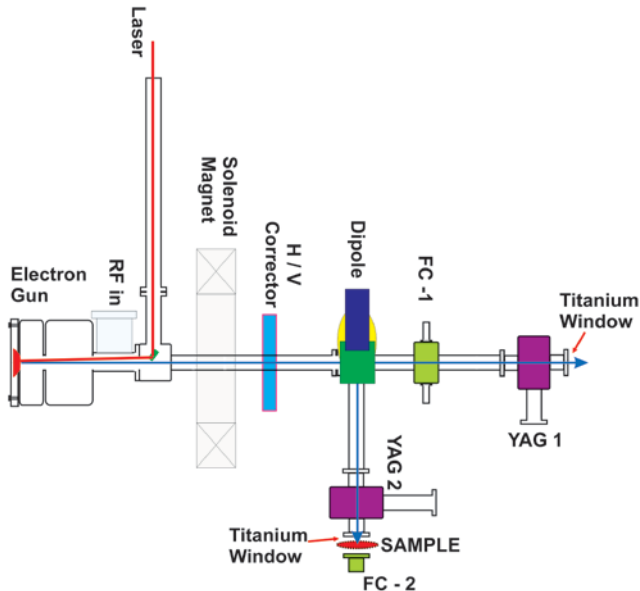 Laser
Solenoid
Magnet
H / V
Corrector
Dipole
FC -1
Titanium
Window
RF in
Electron
Gun
YAG 1
YAG 2
Titanium
Window
SAMPLE
FC - 2